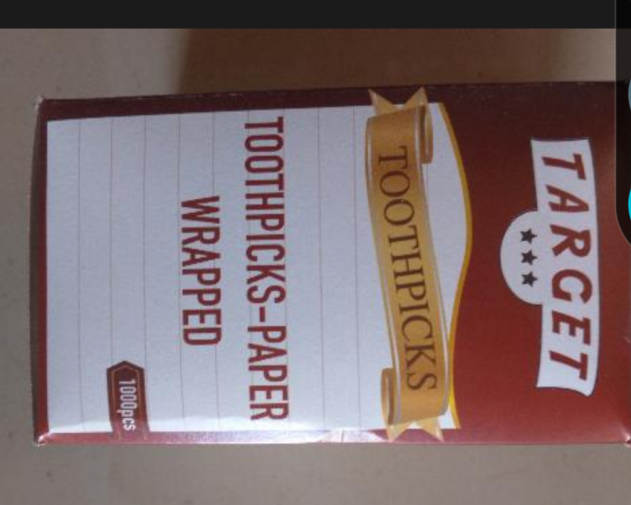 TARGET
TOOTHPICKS
TOOTHPICKS-PAPER
WRAPPED
1000pcs